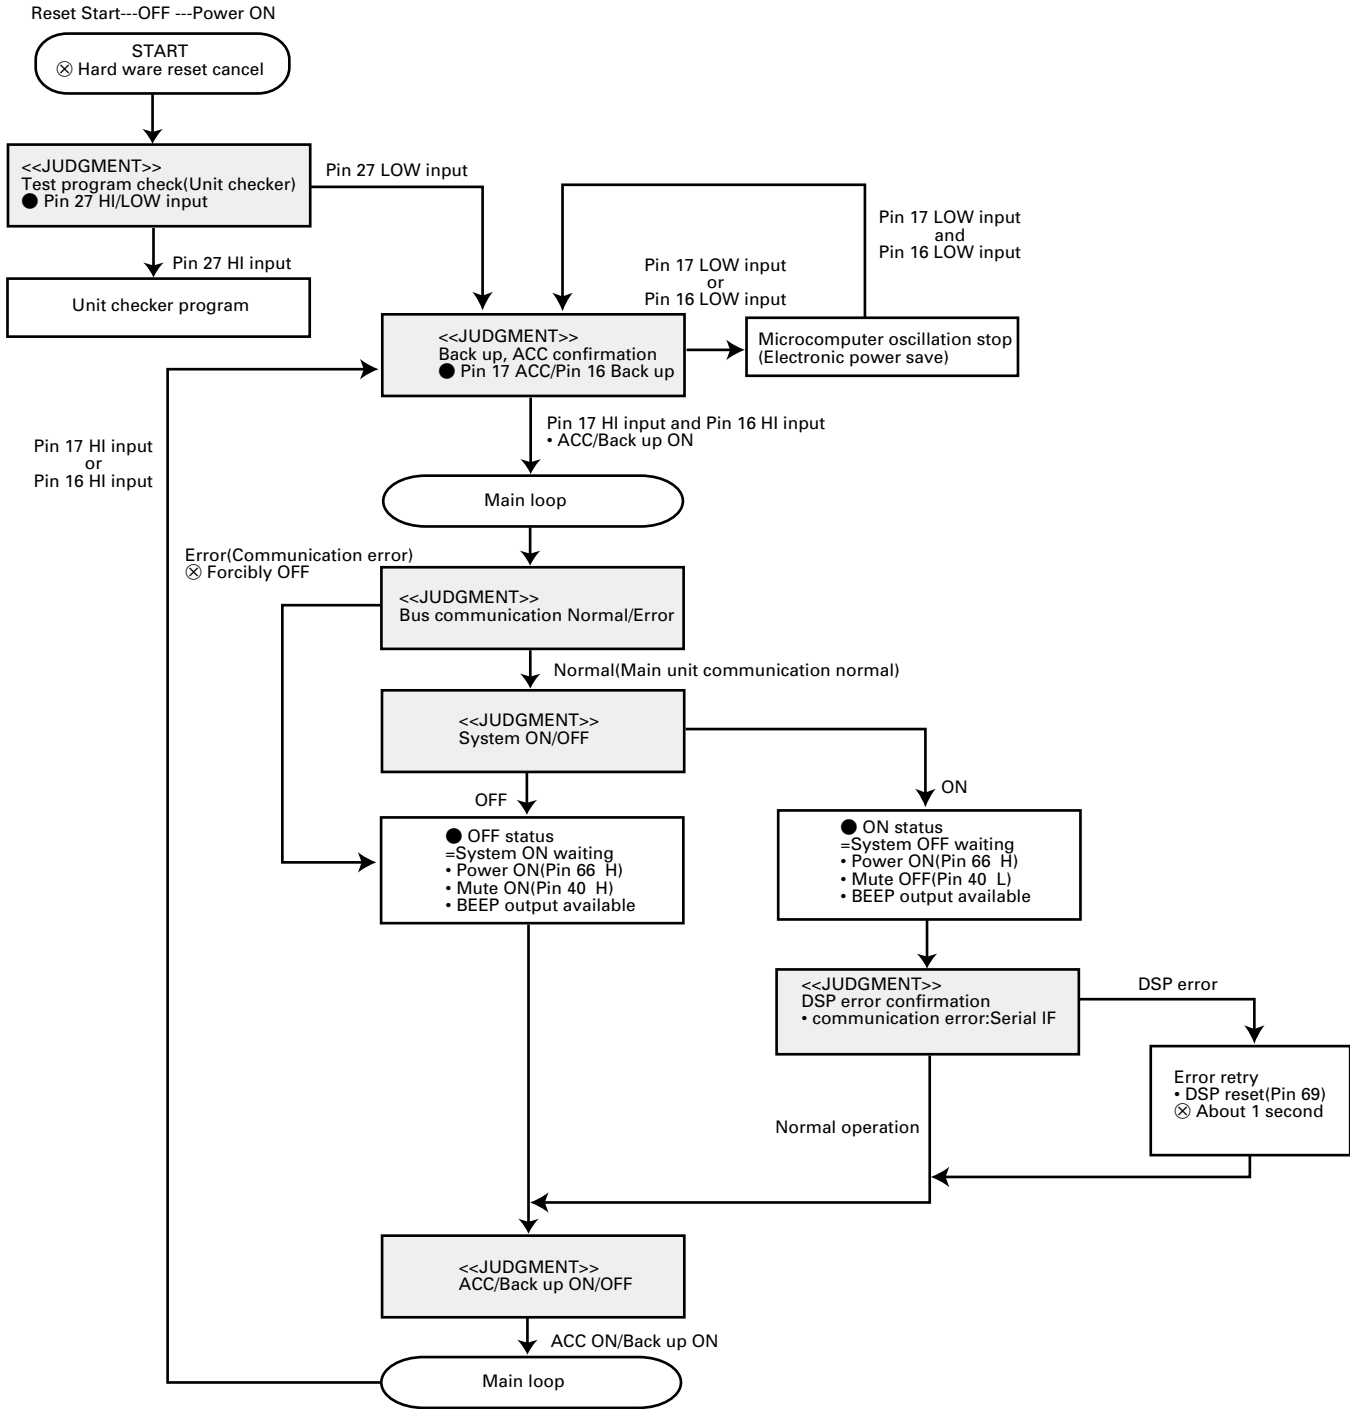 Reset Start---OFF ---Power ON
START
⊗ Hard ware reset cancel
<<JUDGMENT>>
Test program check(Unit checker)
● Pin 27 HI/LOW input
Pin 27 LOW input
Pin 27 HI input
Unit checker program
Pin 17 LOW input
and
Pin 16 LOW input
Pin 17 LOW input
or
Pin 16 LOW input
<<JUDGMENT>>
Back up, ACC confirmation
● Pin 17 ACC/Pin 16 Back up
Microcomputer oscillation stop
(Electronic power save)
Pin 17 HI input and Pin 16 HI input
• ACC/Back up ON
Pin 17 HI input
or
Pin 16 HI input
Main loop
Error(Communication error)
⊗ Forcibly OFF
<<JUDGMENT>>
Bus communication Normal/Error
Normal(Main unit communication normal)
<<JUDGMENT>>
System ON/OFF
OFF
ON
● OFF status
=System ON waiting
• Power ON(Pin 66  H)
• Mute ON(Pin 40  H)
• BEEP output available
● ON status
=System OFF waiting
• Power ON(Pin 66  H)
• Mute OFF(Pin 40  L)
• BEEP output available
<<JUDGMENT>>
DSP error confirmation
• communication error:Serial IF
DSP error
Error retry
• DSP reset(Pin 69)
⊗ About 1 second
Normal operation
<<JUDGMENT>>
ACC/Back up ON/OFF
ACC ON/Back up ON
Main loop